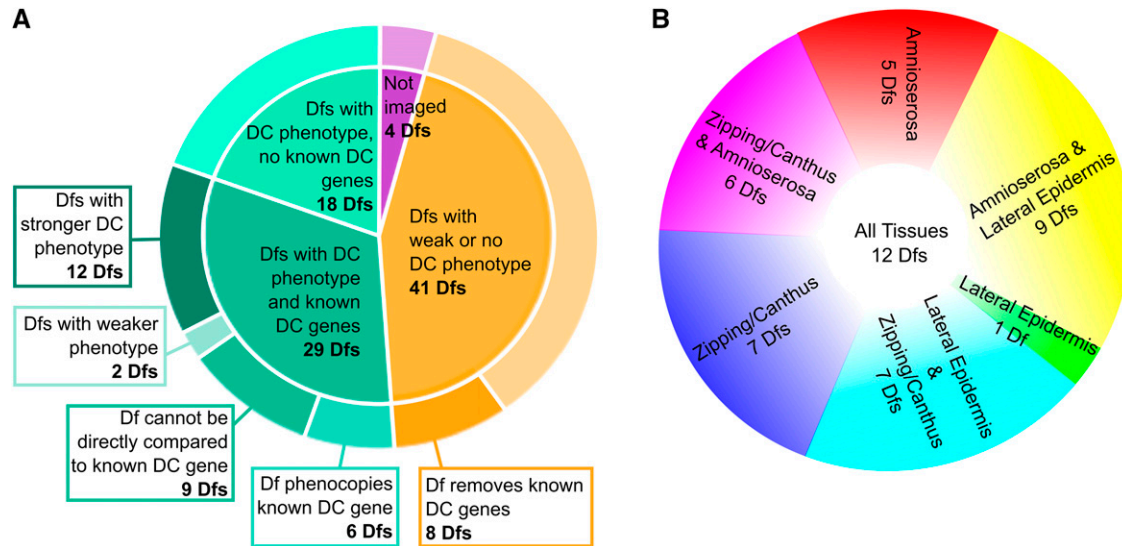 A
Not
imaged
4 Dfs
Dfs with
DC phenotype,
no known DC
genes
18 Dfs
Dfs with
stronger DC
phenotype
12 Dfs
Dfs with
weak or no
DC phenotype
41 Dfs
Dfs with DC
phenotype
and known
DC genes
29 Dfs
Dfs with weaker
phenotype
2 Dfs
Df cannot be
directly compared
to known DC gene
9 Dfs
Df phenocopies
known DC gene
6 Dfs
Df removes known
DC genes
8 Dfs
B
Amnioserosa
5 Dfs
Zipping/Canthus
& Amnioserosa
6 Dfs
Amnioserosa &
Lateral Epidermis
9 Dfs
All Tissues
12 Dfs
Lateral Epidermis
1 Df
Zipping/Canthus
7 Dfs
Lateral Epidermis
&
Zipping/Canthus
7 Dfs